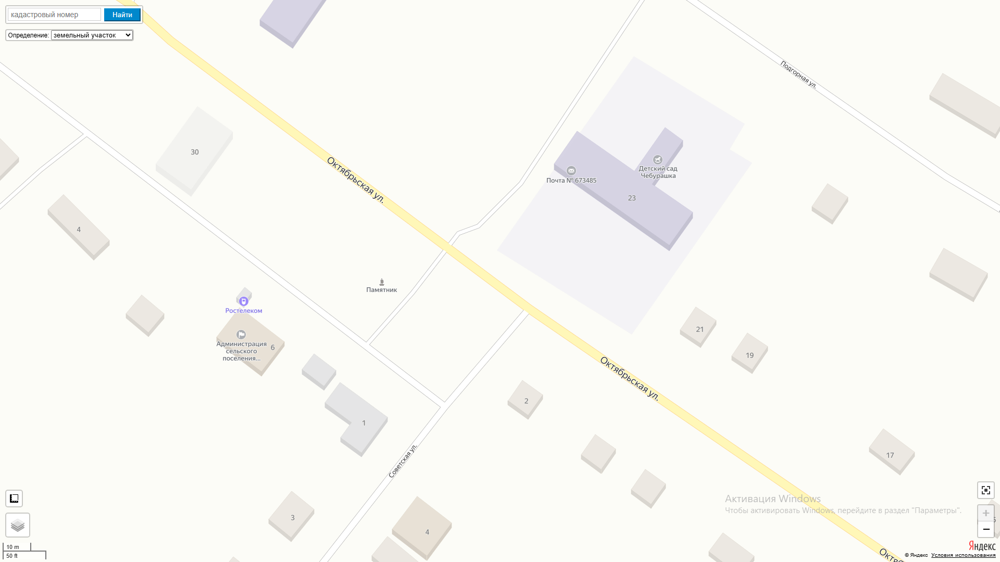 кадастровый номер
Найти
Определение: земельный участок
Подгорная ул.
30
Октябрьская ул.
Детский сад
Чебурашка
Почта № 673485
23
4
Памятник
Ростелеком
Администрация
сельского
поселения...
6
21
19
Октябрьская ул.
2
1
17
Советская ул.
3
4
Активация Windows
Чтобы активировать Windows, перейдите в раздел "Параметры".
10 m
50 ft
Яндекс
© Яндекс Условия использования